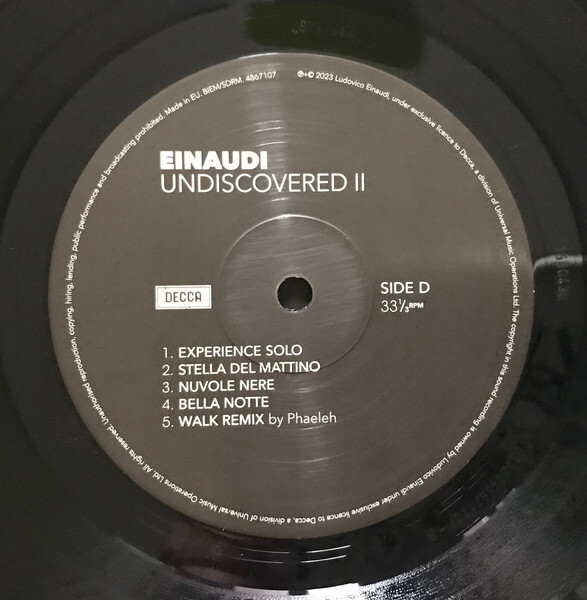 EINAUDI
UNDISCOVERED II
DECCA
SIDE D
33⅓ RPM
1. EXPERIENCE SOLO
2. STELLA DEL MATTINO
3. NUVOLE NERE
4. BELLA NOTTE
5. WALK REMIX by Phaeleh
℗+© 2023 Ludovico Einaudi, under exclusive licence to Decca, a division of Universal Music Operations Ltd. The copyright in this sound recording is owned by Ludovico Einaudi under exclusive licence to Decca, a division of Universal Music Operations Ltd. All rights reserved. Unauthorised reproduction, copying, hiring, lending, public performance and broadcasting prohibited. Made in EU. BIEM/SDRM. 4867107